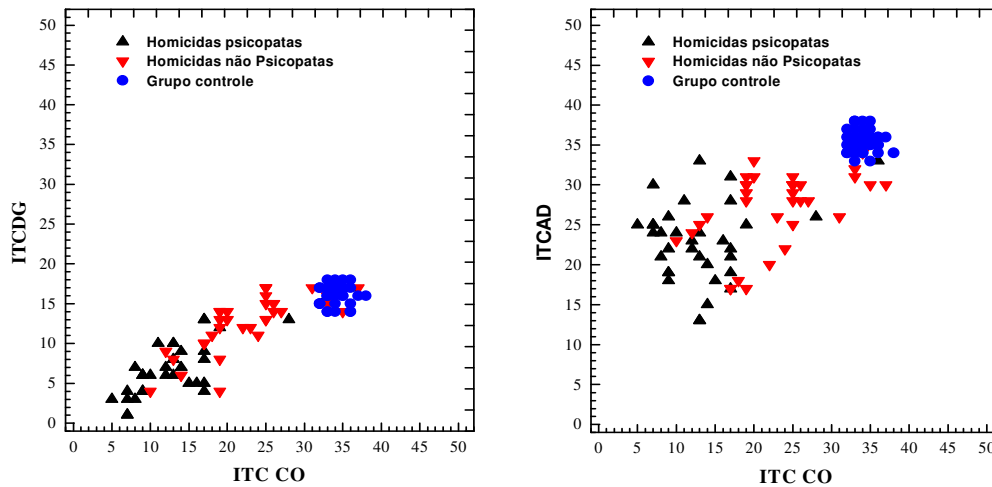 Homicidas psicopatas
Homicidas não Psicopatas
Grupo controle
50
45
40
35
30
25
20
15
10
5
0
ITCDG
0 5 10 15 20 25 30 35 40 45 50
ITC CO
Homicidas psicopatas
Homicidas não Psicopatas
Grupo controle
50
45
40
35
30
25
20
15
10
5
0
ITCAD
0 5 10 15 20 25 30 35 40 45 50
ITC CO